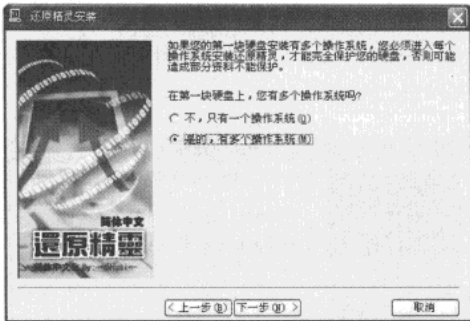 还原精灵安装
如果您的第一块硬盘安装有多个操作系统，您必须进入每个
操作系统安装还原精灵，才能完全保护您的硬盘，否则可能
造成部分资料不能保护。
在第一块硬盘上，您有多个操作系统吗?
不，只有一个操作系统(O)
是的，有多个操作系统(M)
简体中文
還原精靈
<上一步(B)
下一步(N) >
取消